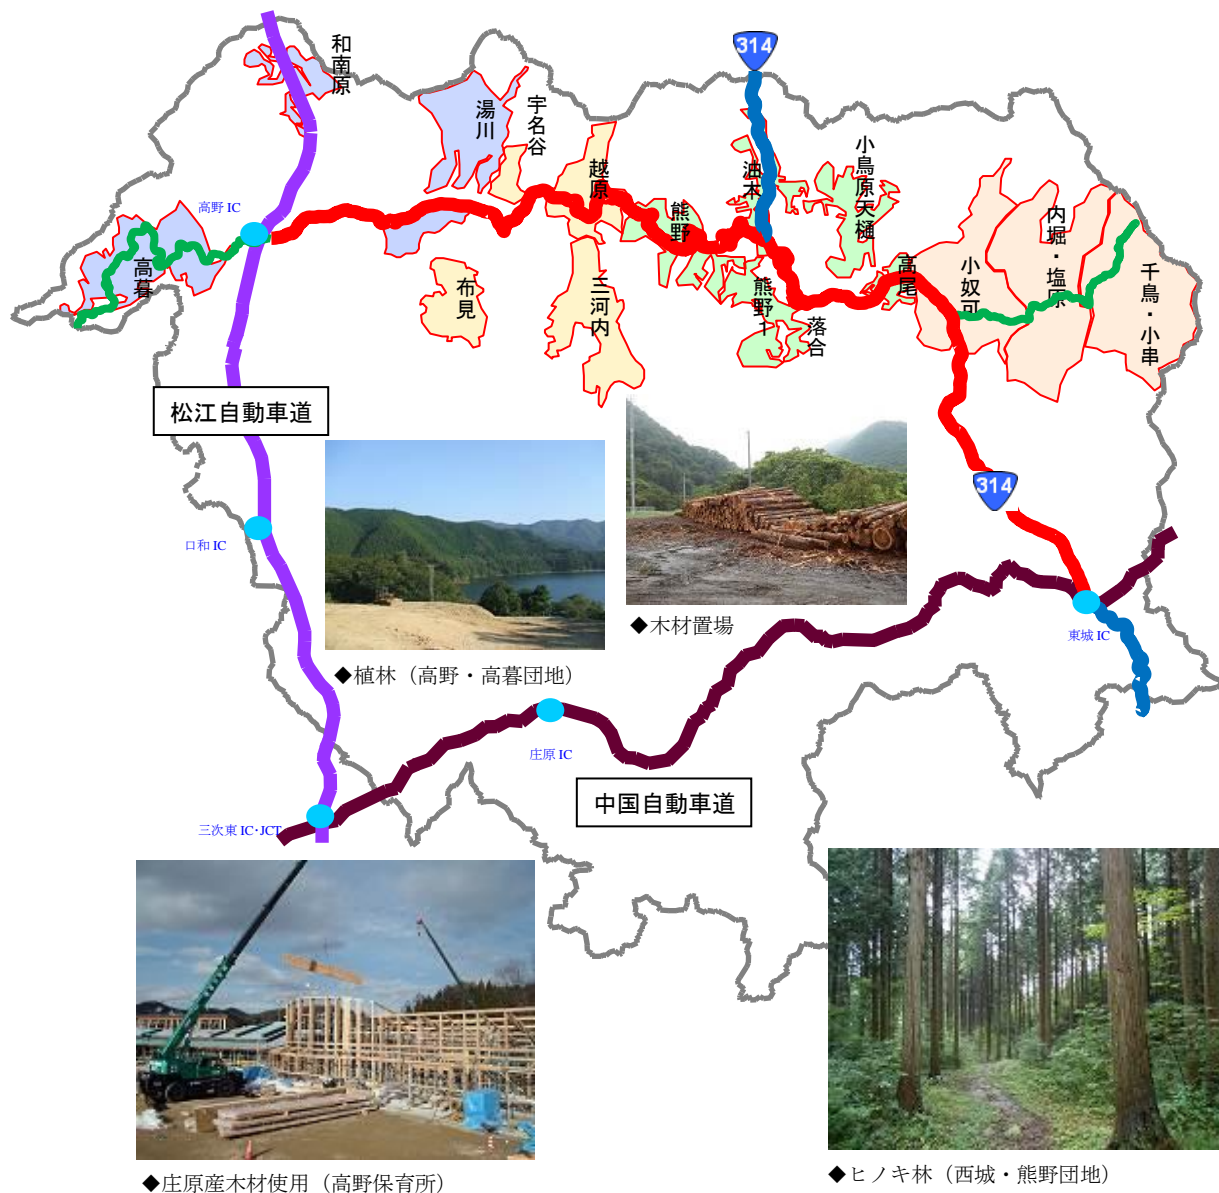 314
和南原
湯川
宇名谷
越原
油木
小鳥原天樋
熊野
高野 IC
高暮
布見
三河内
熊野1
落合
高尾
小奴可
内堀・塩原
千鳥・小串
松江自動車道
314
口和 IC
◆木材置場
東城 IC
◆植林（高野・高暮団地）
庄原 IC
中国自動車道
三次東 IC・JCT
◆庄原産木材使用（高野保育所）
◆ヒノキ林（西城・熊野団地）